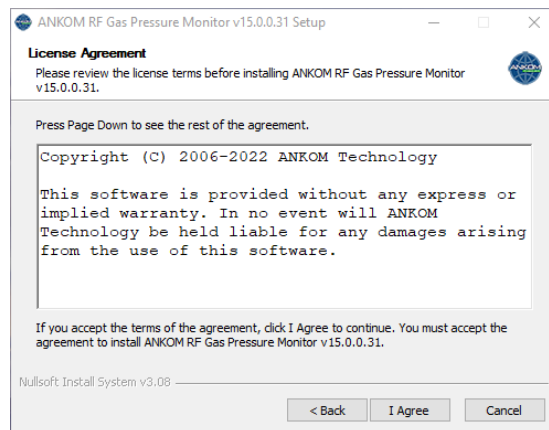 ANKOM RF Gas Pressure Monitor v15.0.0.31 Setup
License Agreement
Please review the license terms before installing ANKOM RF Gas Pressure Monitor
v15.0.0.31.
ANKOM
Press Page Down to see the rest of the agreement.
Copyright (C) 2006-2022 ANKOM Technology
This software is provided without any express or
implied warranty. In no event will ANKOM
Technology be held liable for any damages arising
from the use of this software.
If you accept the terms of the agreement, click I Agree to continue. You must accept the
agreement to install ANKOM RF Gas Pressure Monitor v15.0.0.31.
Nullsoft Install System v3.08
< Back
I Agree
Cancel